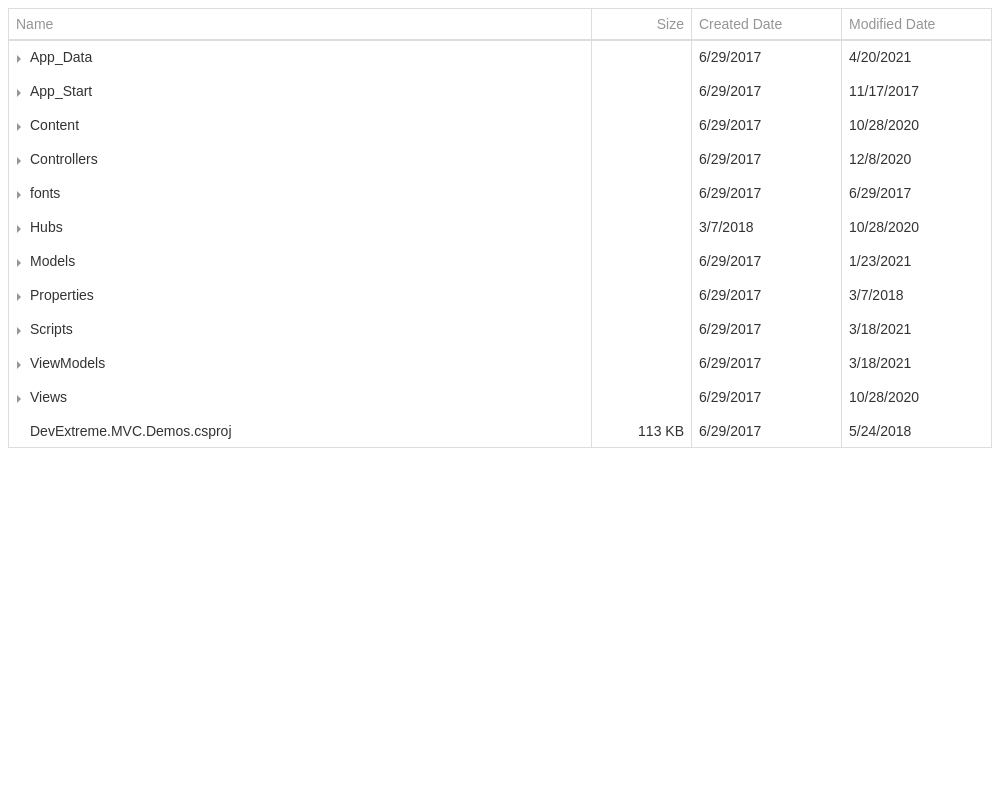 Name Size Created Date Modified Date
App_Data 6/29/2017 4/20/2021
App_Start 6/29/2017 11/17/2017
Content 6/29/2017 10/28/2020
Controllers 6/29/2017 12/8/2020
fonts 6/29/2017 6/29/2017
Hubs 3/7/2018 10/28/2020
Models 6/29/2017 1/23/2021
Properties 6/29/2017 3/7/2018
Scripts 6/29/2017 3/18/2021
ViewModels 6/29/2017 3/18/2021
Views 6/29/2017 10/28/2020
DevExtreme.MVC.Demos.csproj 113 KB 6/29/2017 5/24/2018